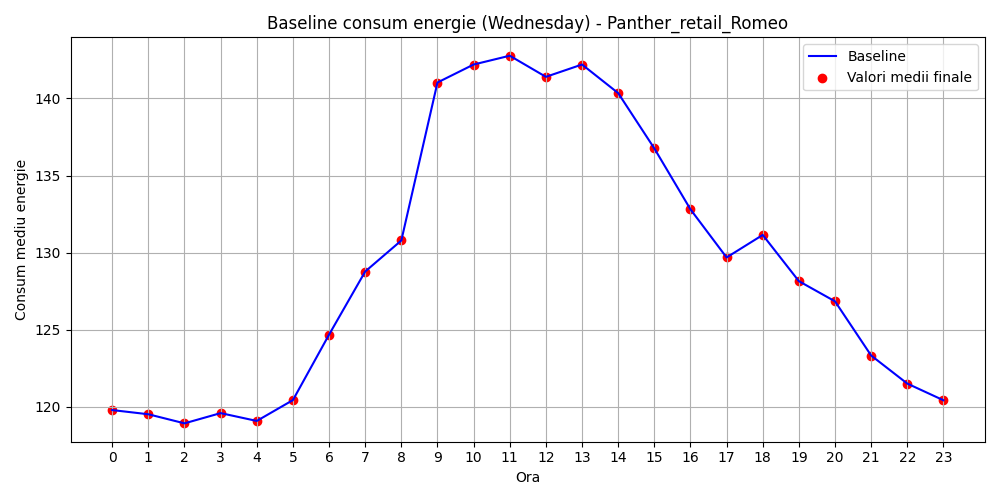 Baseline consum energie (Wednesday) - Panther_retail_Romeo
Baseline
Valori medii finale
Consum mediu energie
140
135
130
125
120
0 1 2 3 4 5 6 7 8 9 10 11 12 13 14 15 16 17 18 19 20 21 22 23
Ora